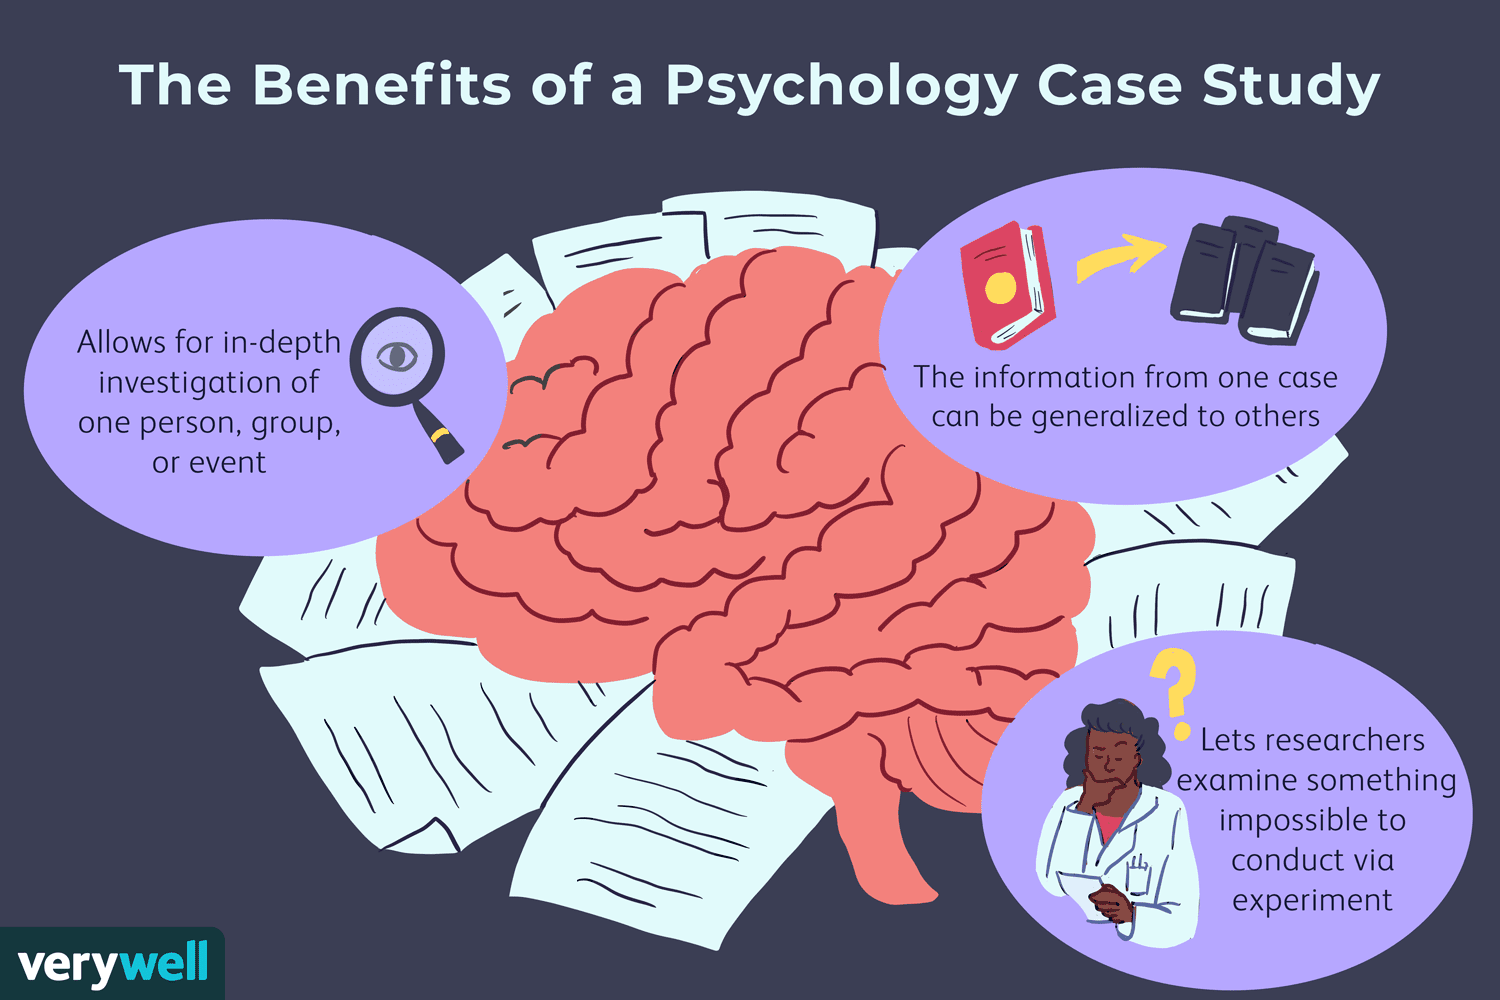 The Benefits of a Psychology Case Study
Allows for in-depth
investigation of
one person, group,
or event
The information from one case
can be generalized to others
Lets researchers
examine something
impossible to
conduct via
experiment
verywell